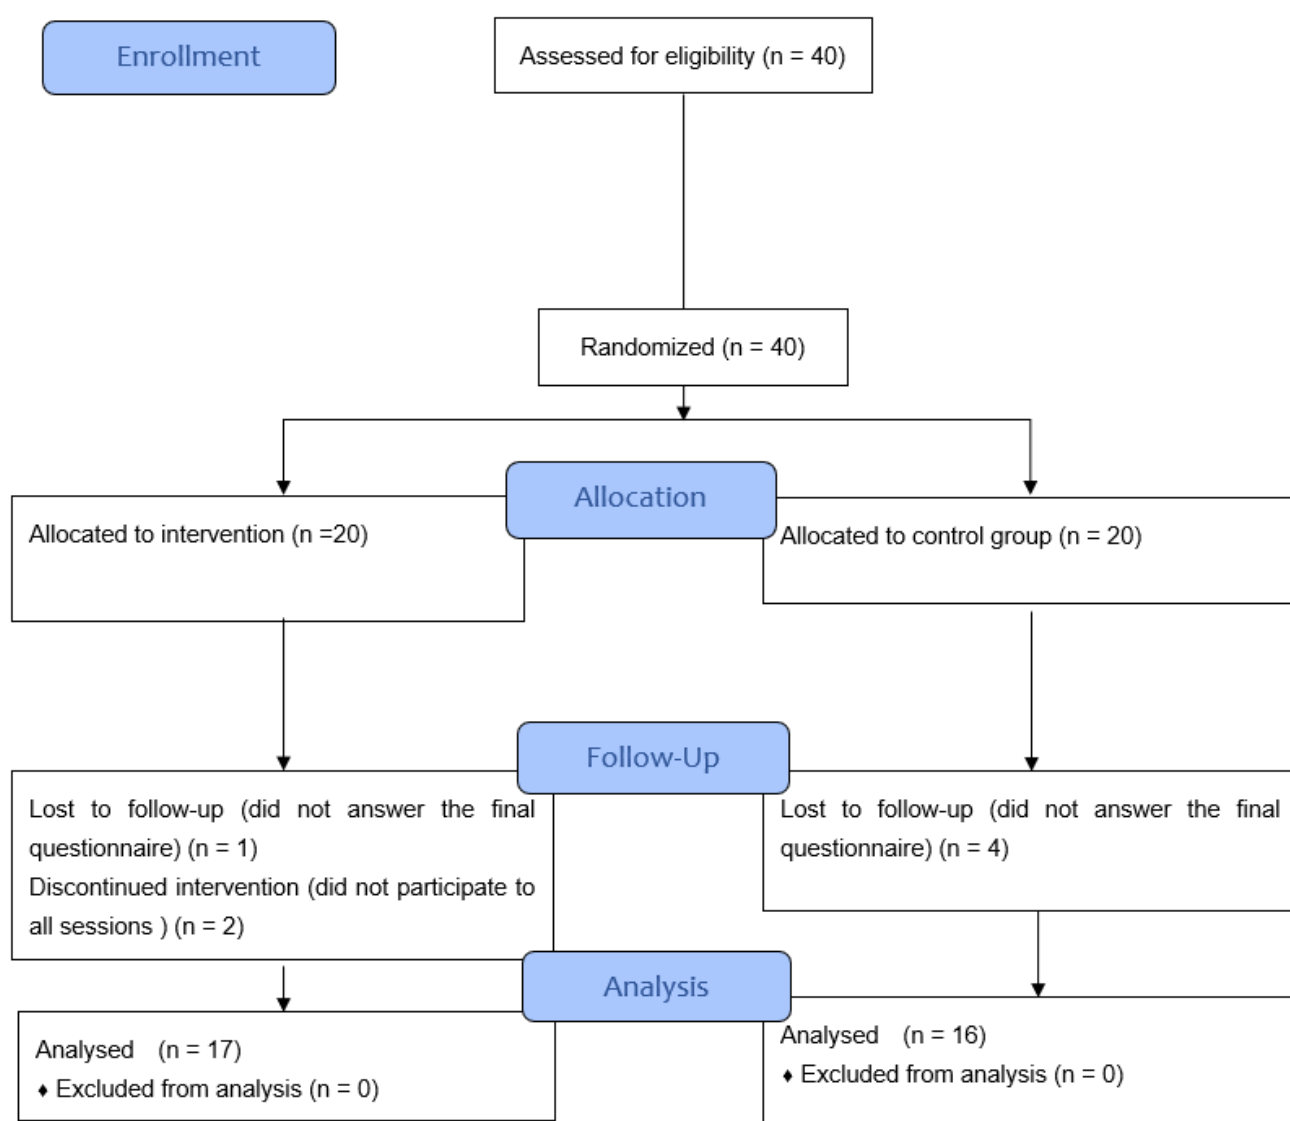 Enrollment
Assessed for eligibility (n = 40)
Randomized (n = 40)
Allocation
Allocated to intervention (n =20)
Allocated to control group (n = 20)
Follow-Up
Lost to follow-up (did not answer the final
questionnaire) (n = 1)
Discontinued intervention (did not participate to
all sessions ) (n = 2)
Lost to follow-up (did not answer the final
questionnaire) (n = 4)
Analysis
Analysed (n = 17)
♦ Excluded from analysis (n = 0)
Analysed (n = 16)
♦ Excluded from analysis (n = 0)